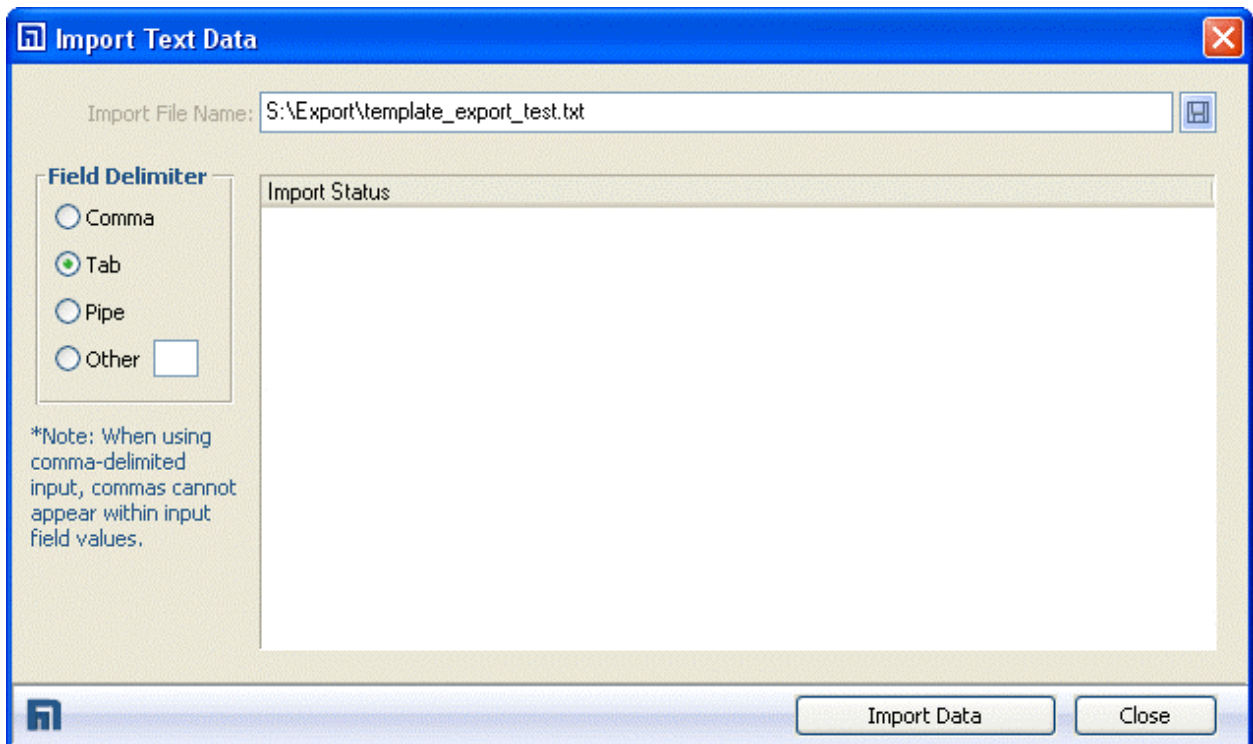 Import Text Data
Import File Name: S:\Export\template_export_test.txt
Field Delimiter
Comma
Tab
Pipe
Other
*Note: When using
comma-delimited
input, commas cannot
appear within input
field values.
Import Status
Import Data
Close